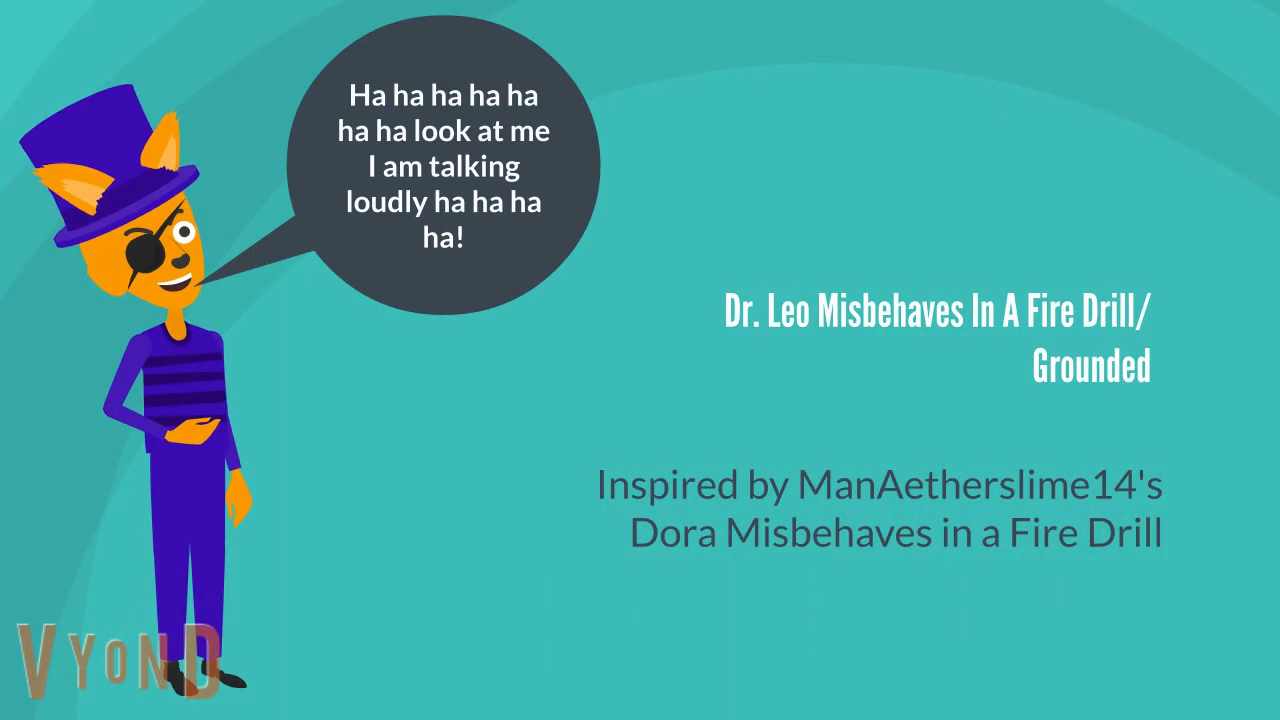 Ha ha ha ha ha
ha ha look at me
I am talking
loudly ha ha ha
ha!
Dr. Leo Misbehaves In A Fire Drill/
Grounded
Inspired by ManAetherslime14's
Dora Misbehaves in a Fire Drill
VYOND